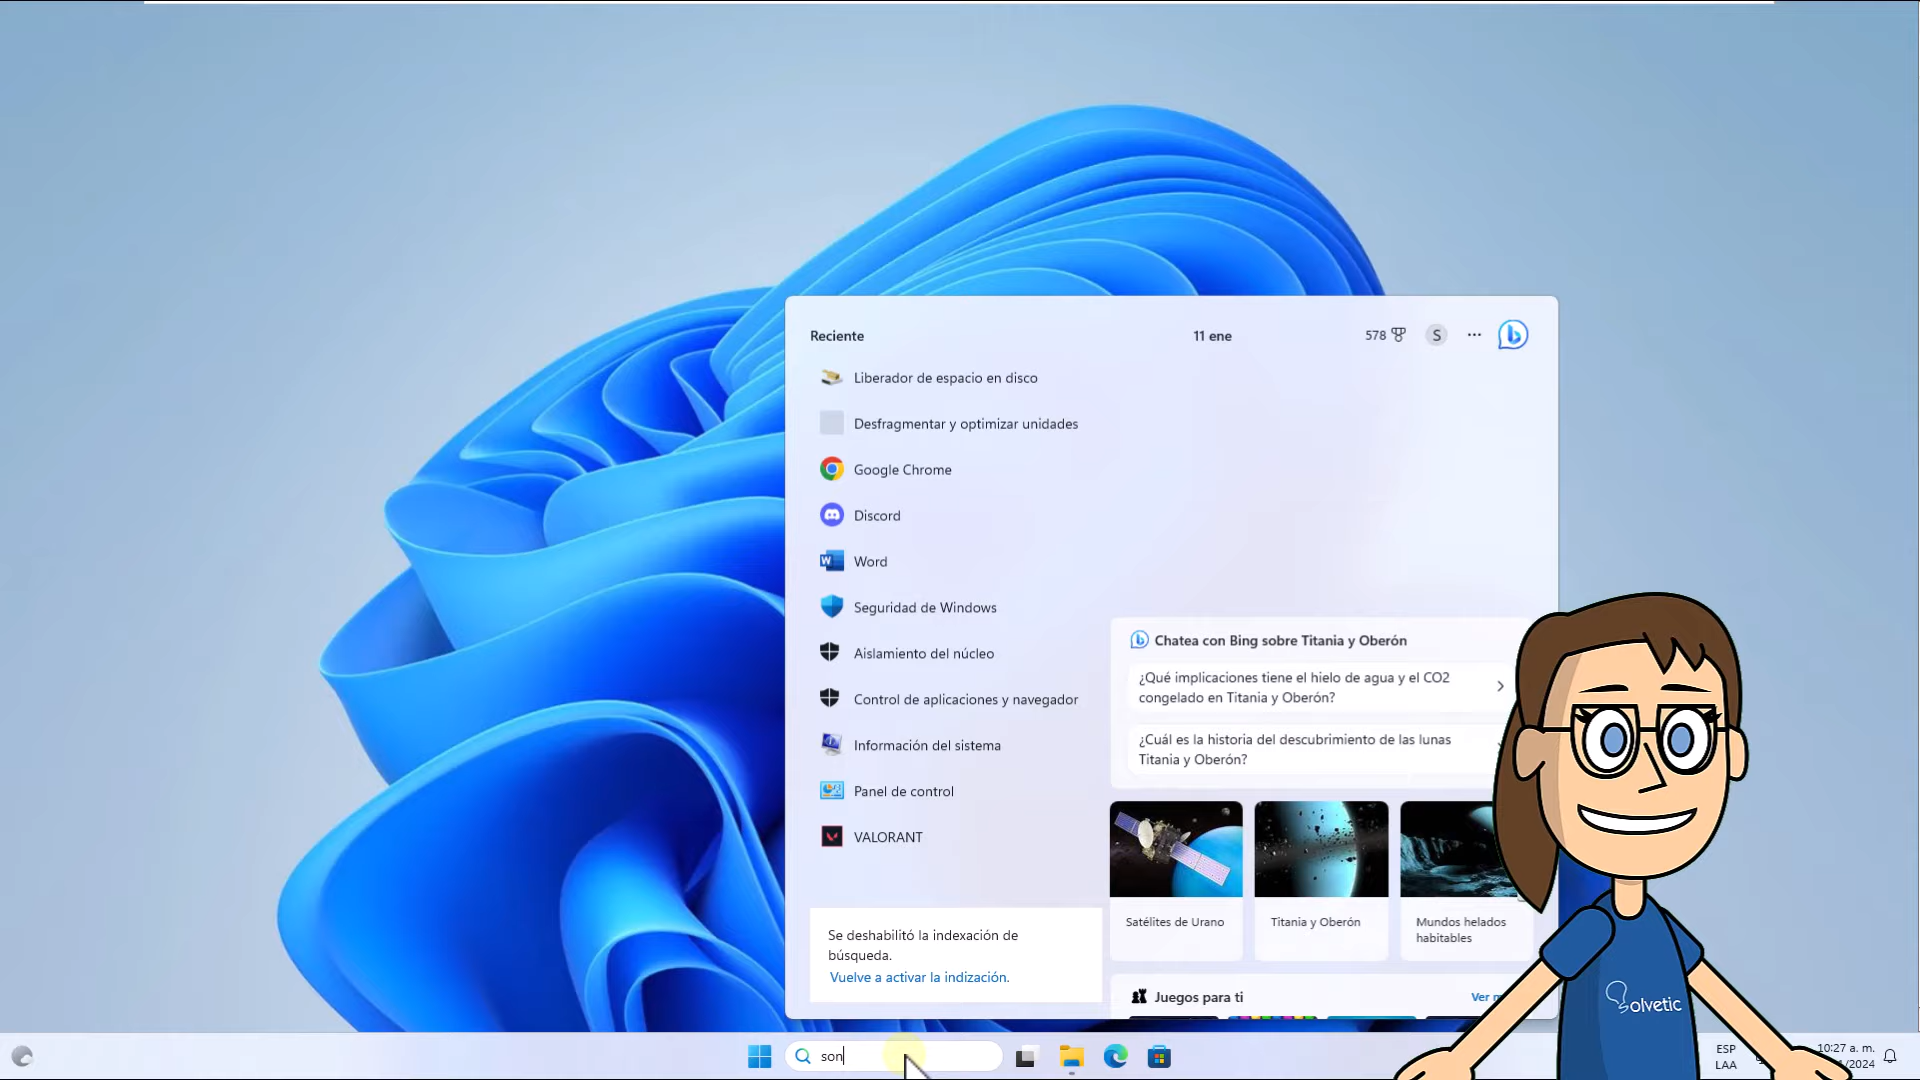 Reciente
11 ene
578
S
Liberador de espacio en disco
Desfragmentar y optimizar unidades
Google Chrome
Discord
Word
Seguridad de Windows
Aislamiento del núcleo
Control de aplicaciones y navegador
Información del sistema
Panel de control
VALORANT
Se deshabilitó la indexación de
búsqueda.
Vuelve a activar la indización.
Chatea con Bing sobre Titania y Oberón
¿Qué implicaciones tiene el hielo de agua y el CO2
congelado en Titania y Oberón?
¿Cuál es la historia del descubrimiento de las lunas
Titania y Oberón?
Satélites de Urano
Titania y Oberón
Mundos helados
habitables
Juegos para ti
Ver
Solvetic
son
ESP
LAA
10:27 a. m.
/2024